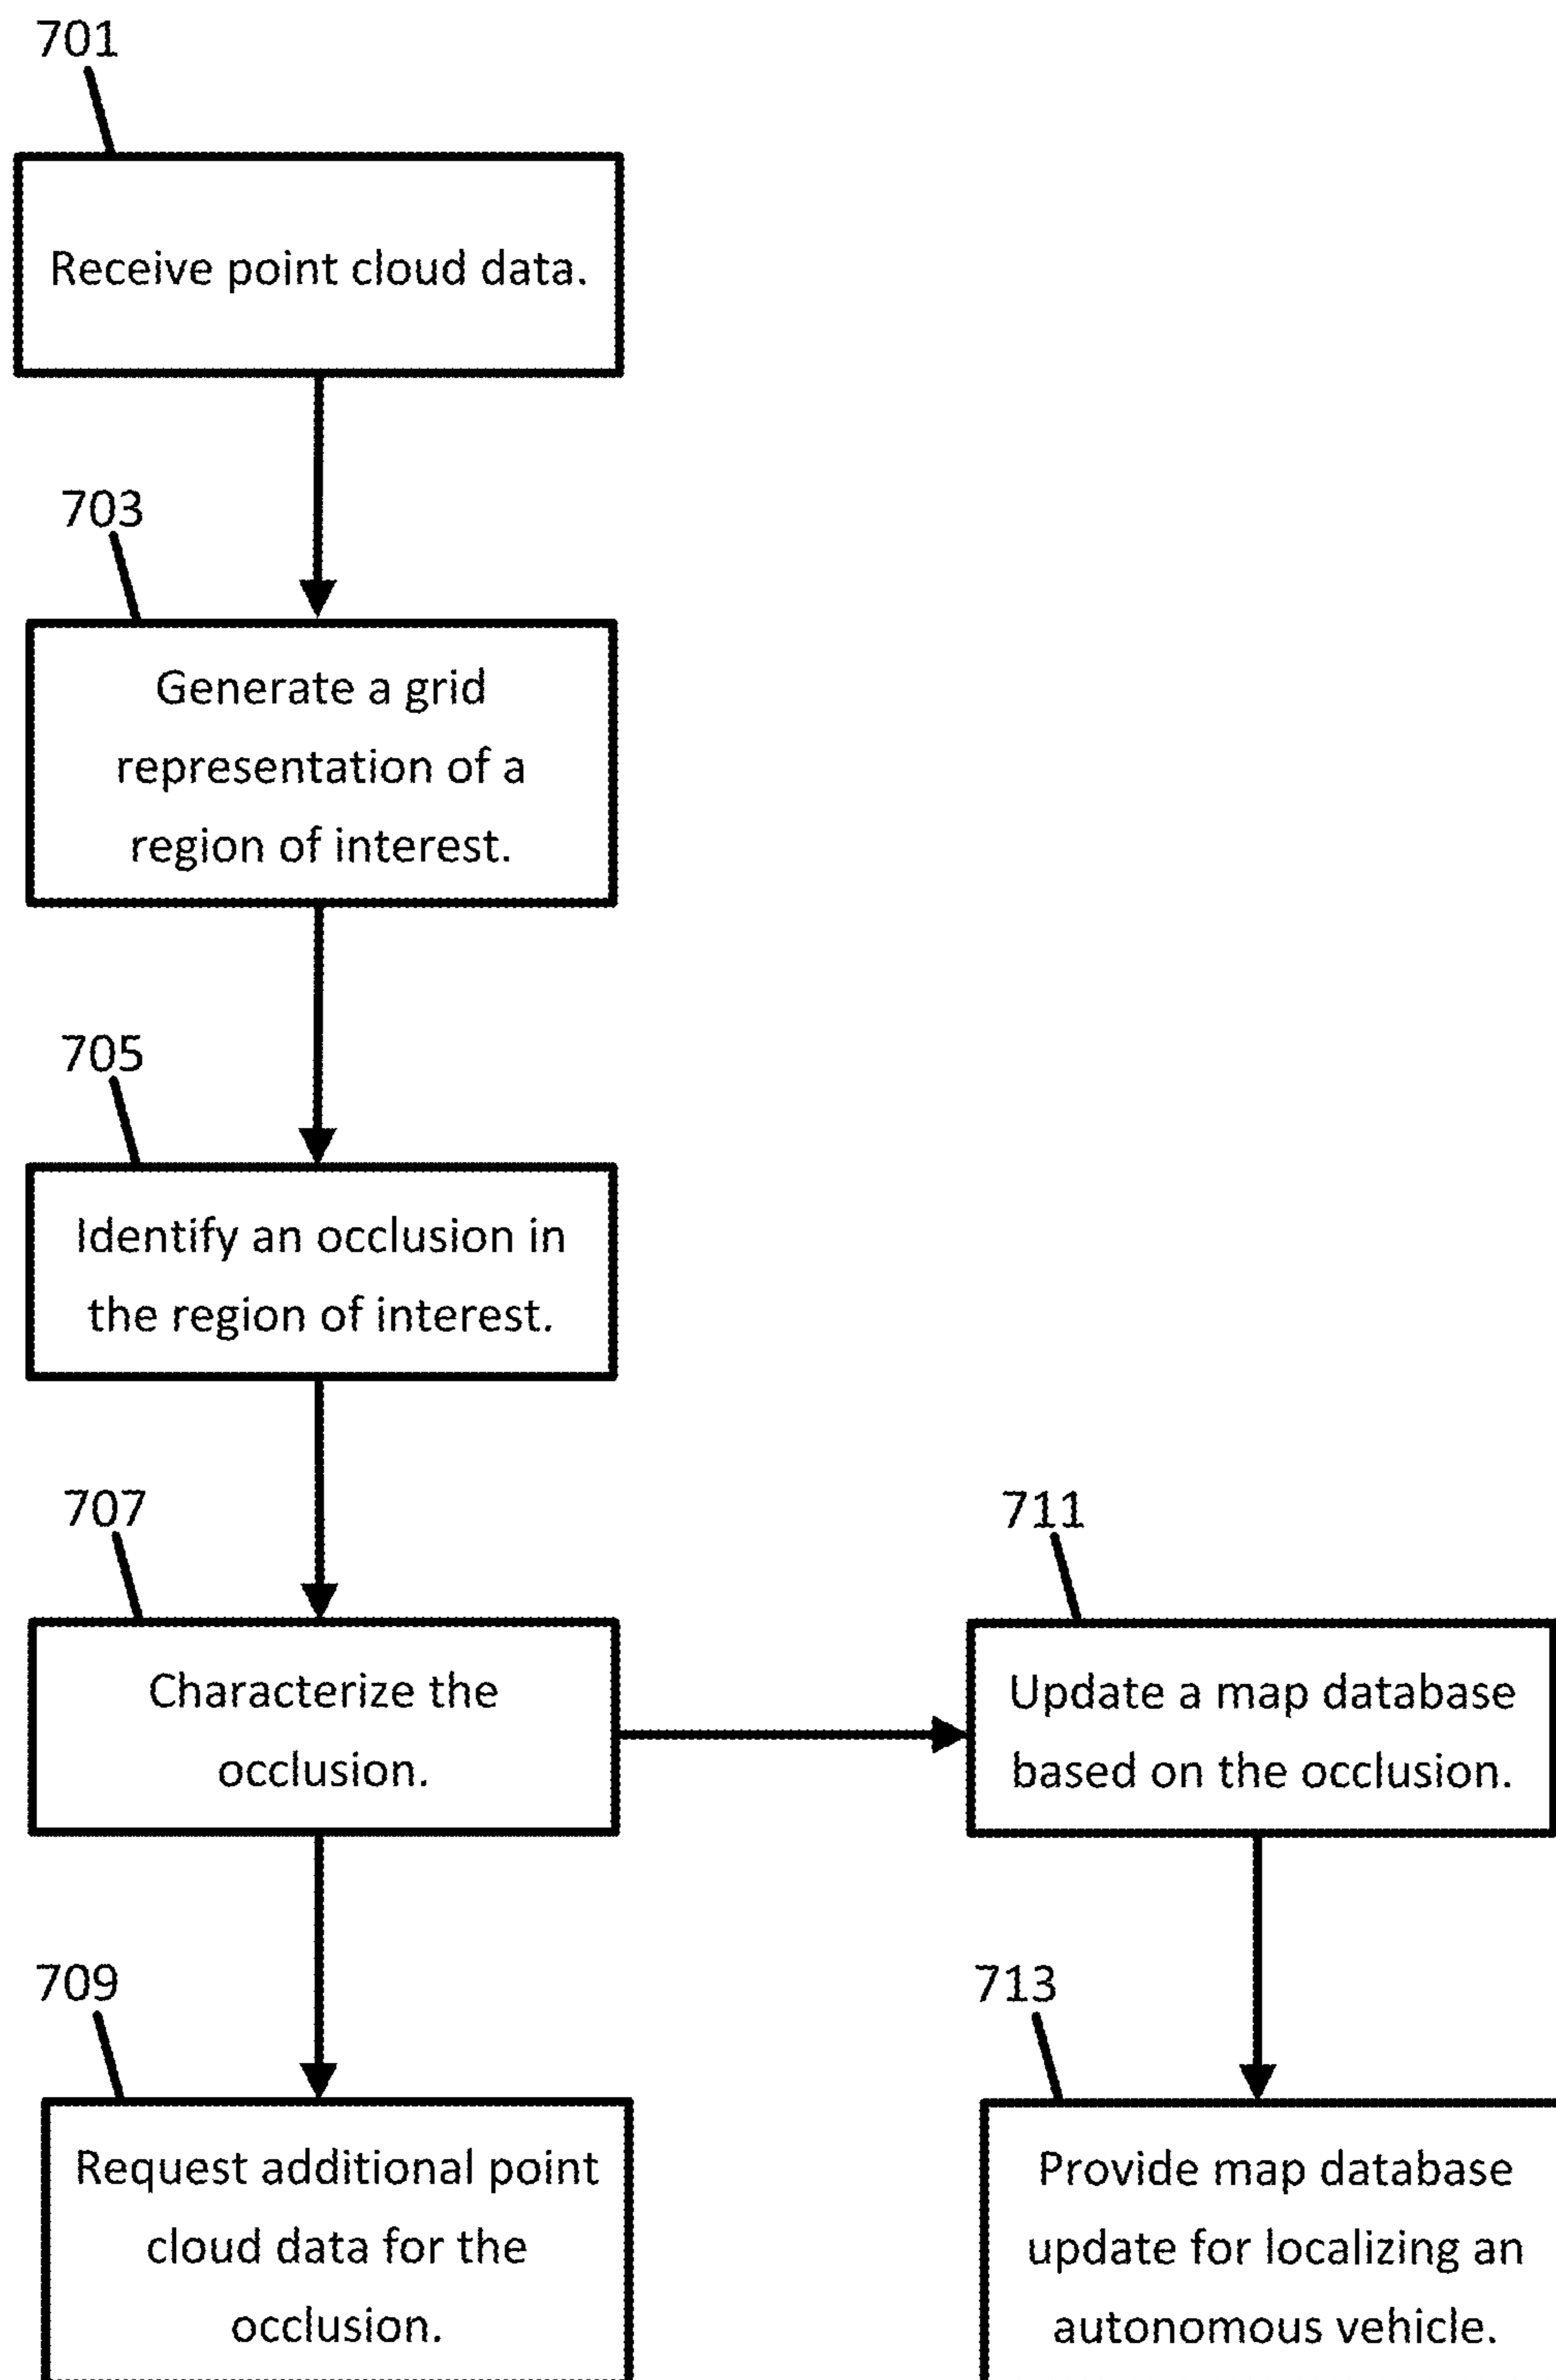 701
Receive point cloud data.
703
Generate a grid
representation of a
region of interest.
705
Identify an occlusion in
the region of interest.
707
Characterize the
occlusion.
711
Update a map database
based on the occlusion.
709
Request additional point
cloud data for the
occlusion.
713
Provide map database
update for localizing an
autonomous vehicle.